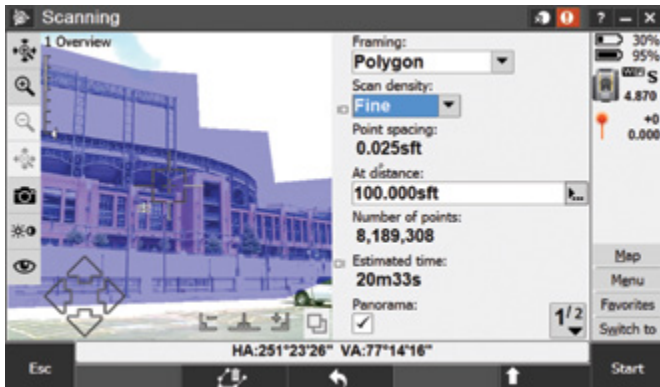 Scanning
? – ×
1 Overview
Framing:
Polygon
30%
95%
Scan density:
Fine
S
4.870
Point spacing:
0.025sft
+0
0.000
At distance:
100.000sft
Number of points:
8,189,308
Estimated time:
20m33s
Map
Menu
Panorama:
1/2
Favorites
Switch to
HA:251°23'26" VA:77°14'16"
Esc
Start